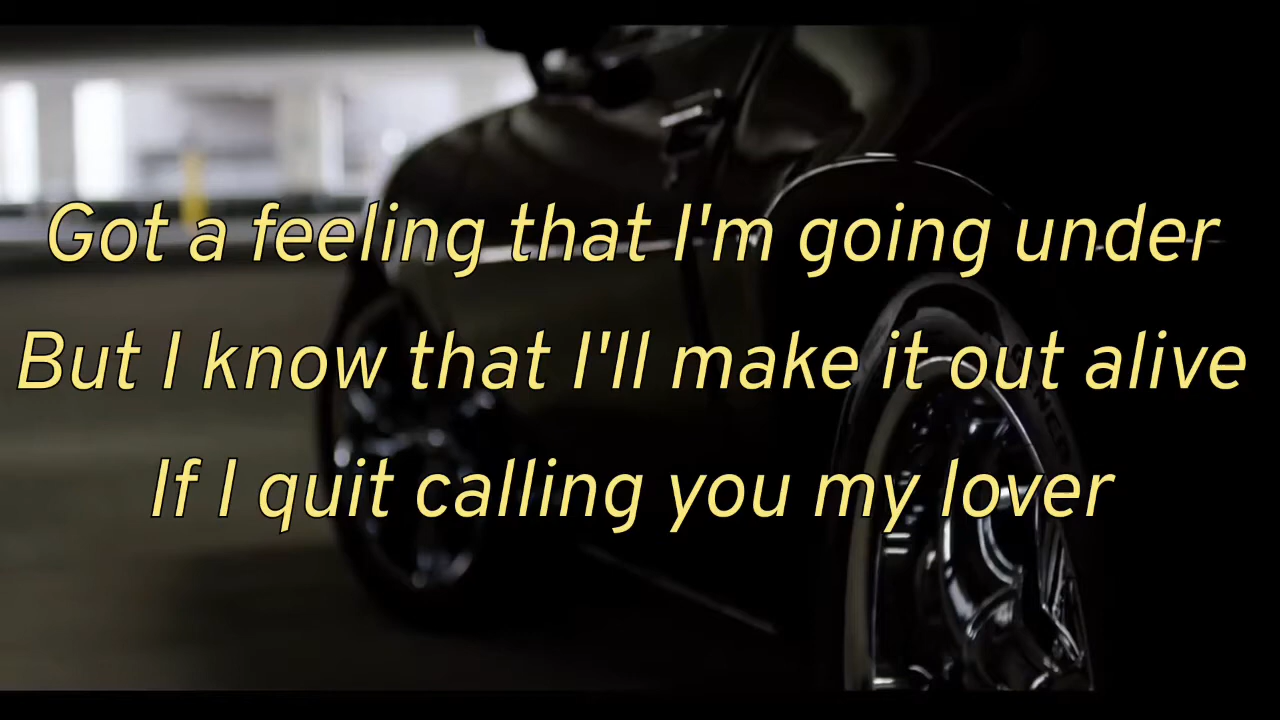 Got a feeling that I'm going under
But I know that I'll make it out alive
If I quit calling you my lover